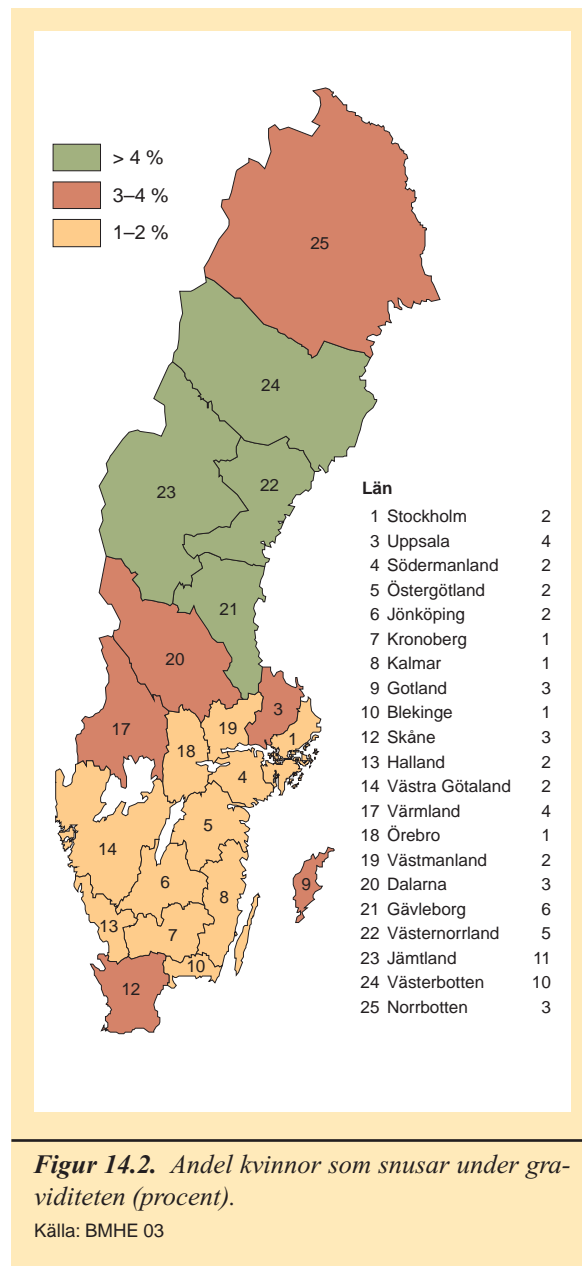 > 4 %
3–4 %
1–2 %
25
24
23
22
21
20
3
19
17
18
1
4
5
14
6
9
8
13
7
10
12
Län
1 Stockholm 2
3 Uppsala 4
4 Södermanland 2
5 Östergötland 2
6 Jönköping 2
7 Kronoberg 1
8 Kalmar 1
9 Gotland 3
10 Blekinge 1
12 Skåne 3
13 Halland 2
14 Västra Götaland 2
17 Värmland 4
18 Örebro 1
19 Västmanland 2
20 Dalarna 3
21 Gävleborg 6
22 Västernorrland 5
23 Jämtland 11
24 Västerbotten 10
25 Norrbotten 3
Figur 14.2. Andel kvinnor som snusar under gra-
viditeten (procent).
Källa: BMHE 03